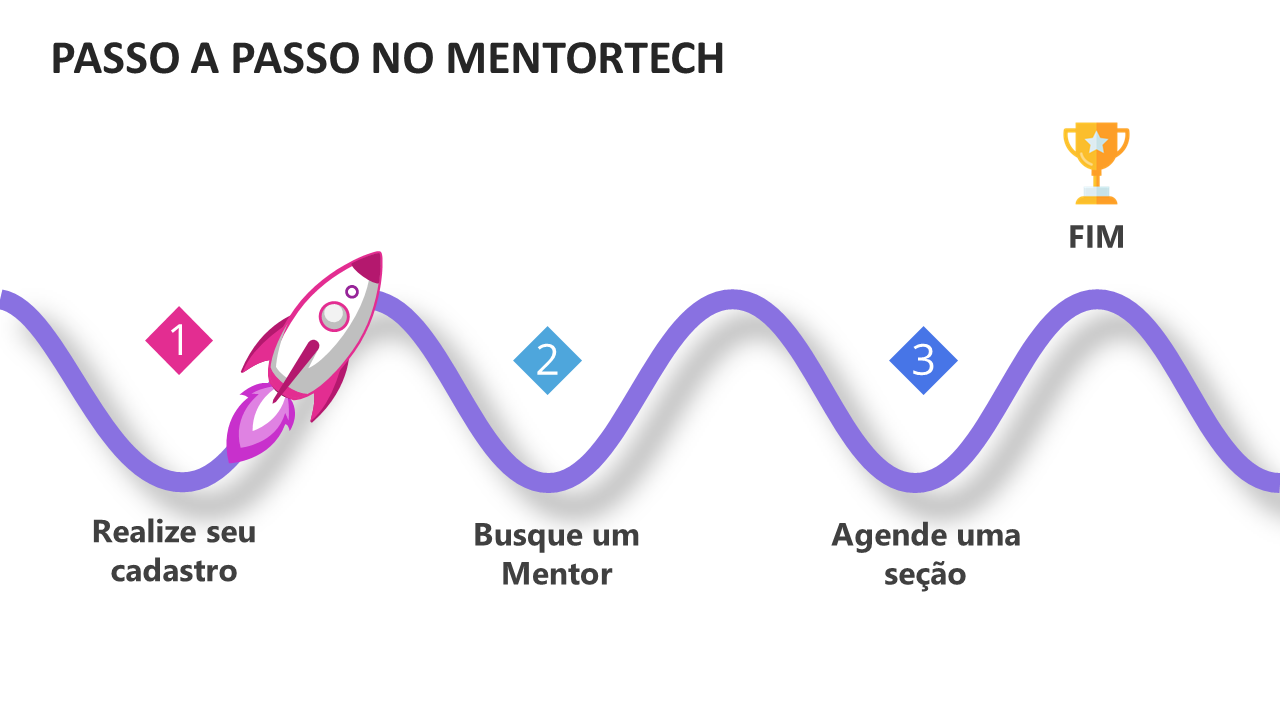 PASSO A PASSO NO MENTORTECH
FIM
1
2
3
Realize seu
cadastro
Busque um
Mentor
Agende uma
seção